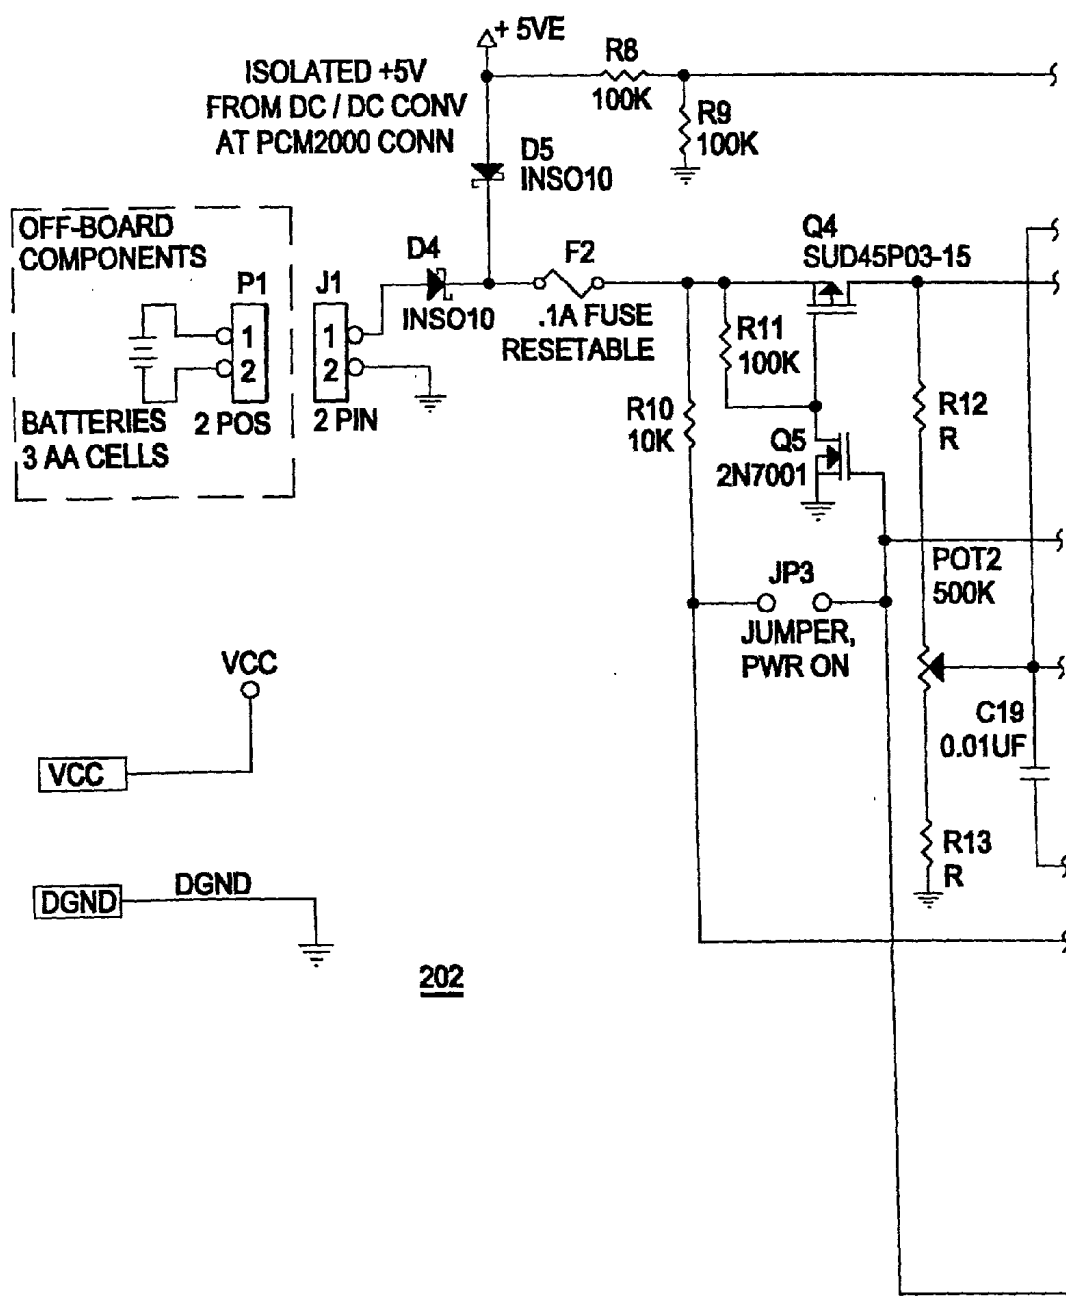 + 5VE
ISOLATED +5V
FROM DC / DC CONV
AT PCM2000 CONN
R8
100K
R9
100K
D5
INSO10
OFF-BOARD
COMPONENTS
P1
J1
1
2
1
2
BATTERIES
3 AA CELLS
2 POS
2 PIN
D4
INSO10
F2
.1A FUSE
RESETABLE
Q4
SUD45P03-15
R11
100K
R10
10K
Q5
2N7001
R12
R
JP3
JUMPER,
PWR ON
POT2
500K
C19
0.01UF
R13
R
VCC
VCC
DGND
DGND
202